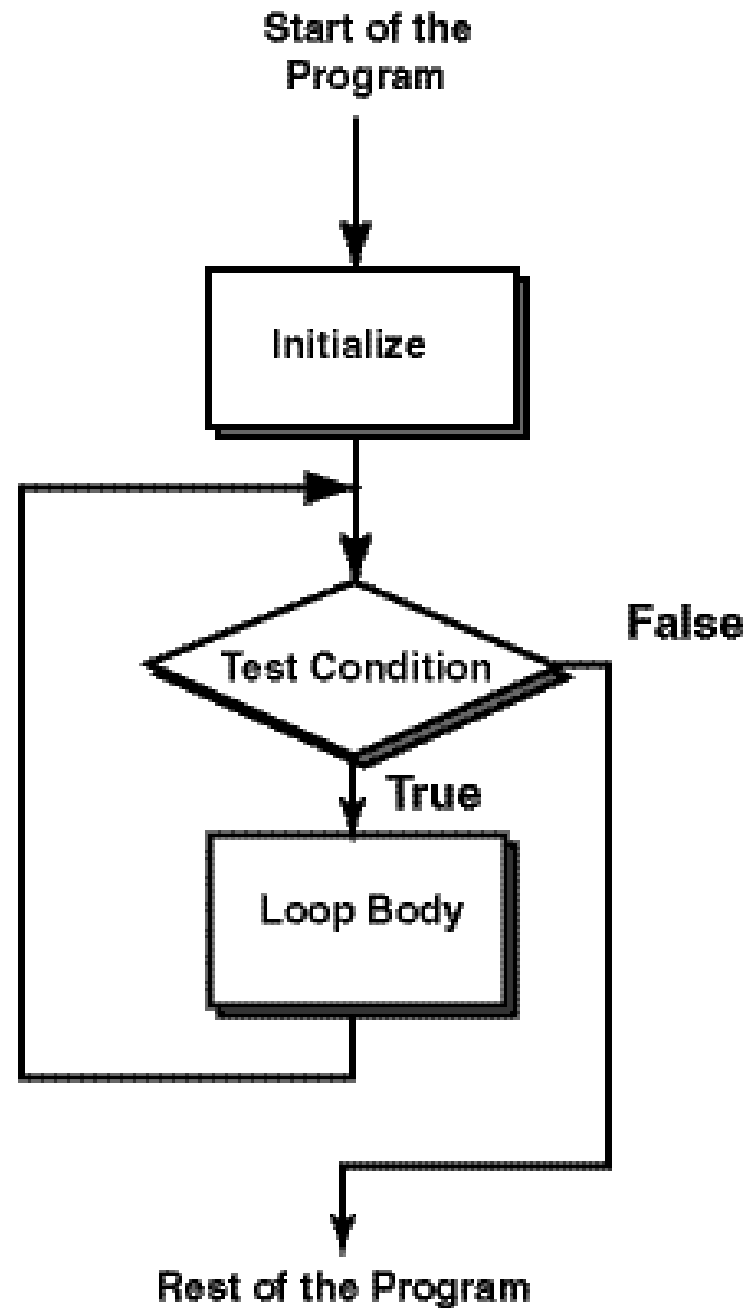 Start of the
Program
Initialize
Test Condition
False
True
Loop Body
Rest of the Program